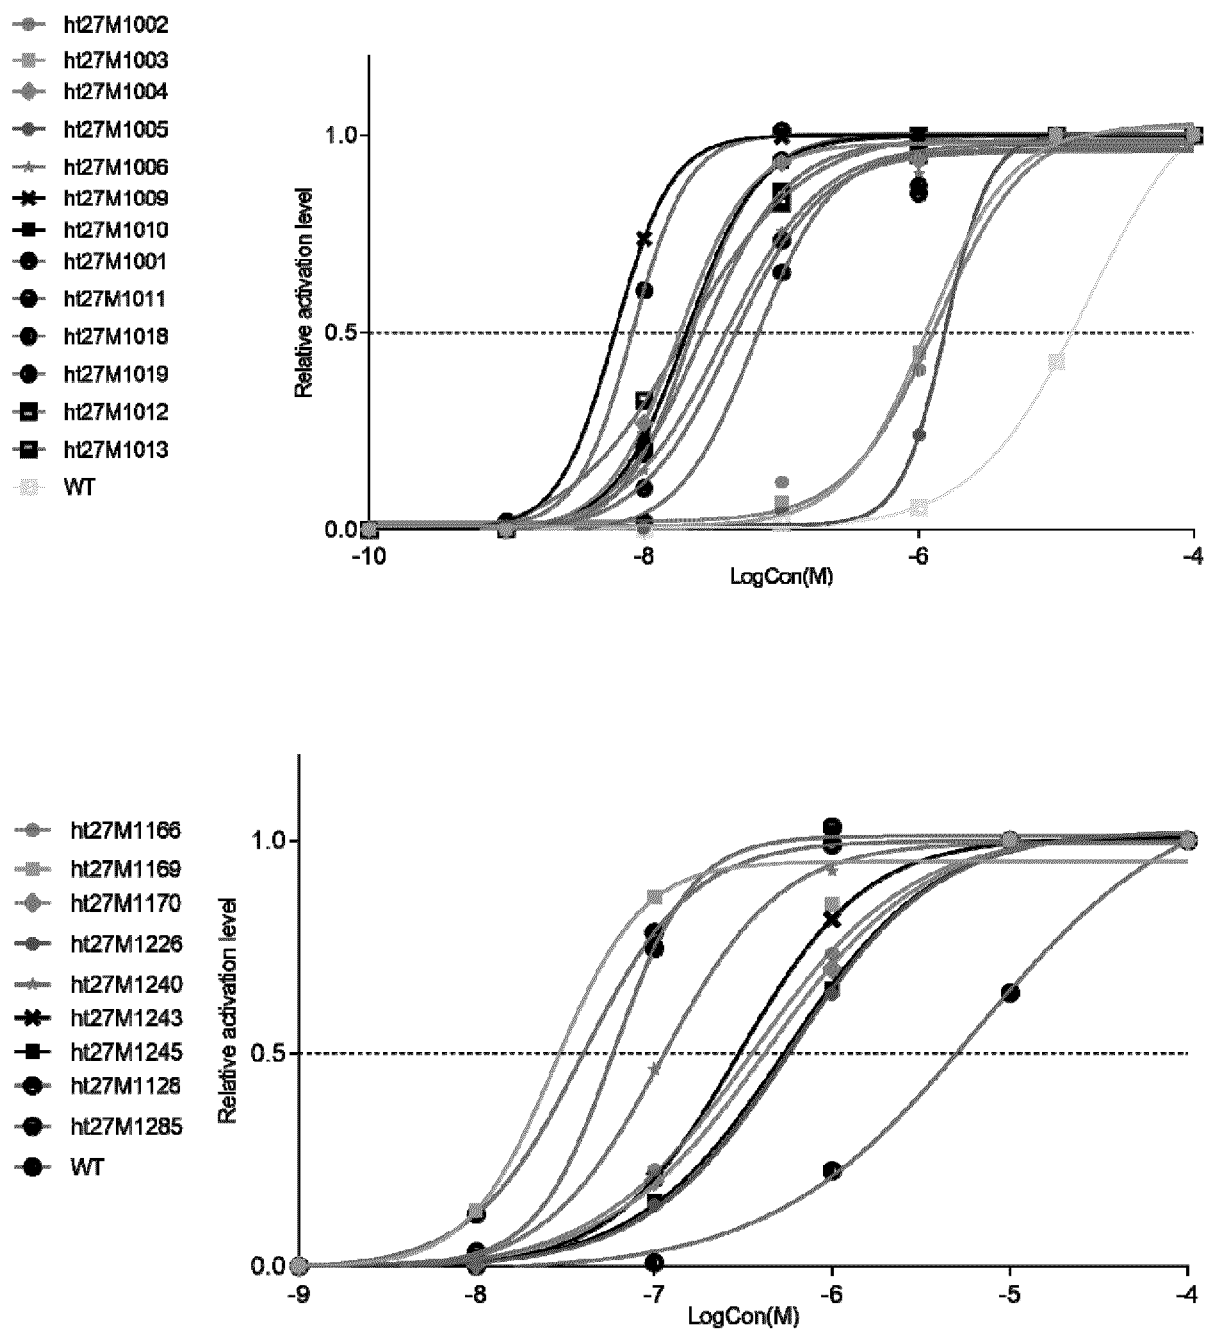 ht27M1002
ht27M1003
ht27M1004
ht27M1005
ht27M1006
ht27M1009
ht27M1010
ht27M1001
ht27M1011
ht27M1018
ht27M1019
ht27M1012
ht27M1013
WT
Relative activation level
1.0
0.5
0.0
-10 -8 -6 -4
LogCon(M)
ht27M1166
ht27M1169
ht27M1170
ht27M1226
ht27M1240
ht27M1243
ht27M1245
ht27M1128
ht27M1285
WT
Relative activation level
1.0
0.5
0.0
-9 -8 -7 -6 -5 -4
LogCon(M)